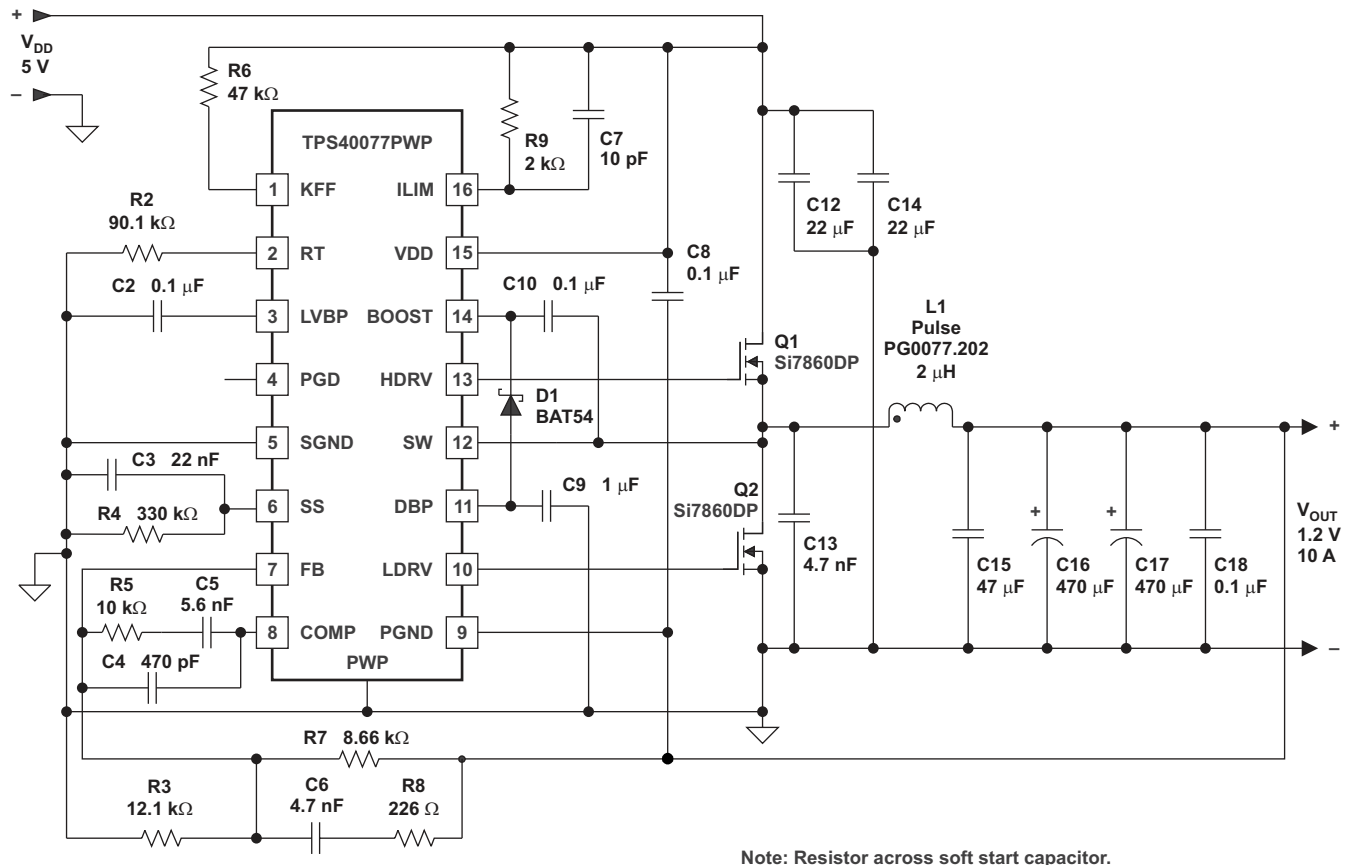 +
V_DD
5 V
–
R6
47 kΩ
TPS40077PWP
R9
2 kΩ
C7
10 pF
1 KFF
ILIM 16
R2
90.1 kΩ
2 RT
VDD 15
C8
0.1 μF
C12
22 μF
C14
22 μF
C2 0.1 μF
3 LVBP
BOOST 14
C10 0.1 μF
4 PGD
HDRV 13
D1
BAT54
Q1
Si7860DP
L1
Pulse
PG0077.202
2 μH
5 SGND
SW 12
C3 22 nF
R4 330 kΩ
6 SS
DBP 11
C9 1 μF
Q2
Si7860DP
C13
4.7 nF
7 FB
LDRV 10
R5
10 kΩ
C5
5.6 nF
8 COMP
PGND 9
C4 470 pF
PWP
+
+
C15
47 μF
C16
470 μF
C17
470 μF
C18
0.1 μF
+
V_OUT
1.2 V
10 A
–
R7 8.66 kΩ
R3
12.1 kΩ
C6
4.7 nF
R8
226 Ω
Note: Resistor across soft start capacitor.